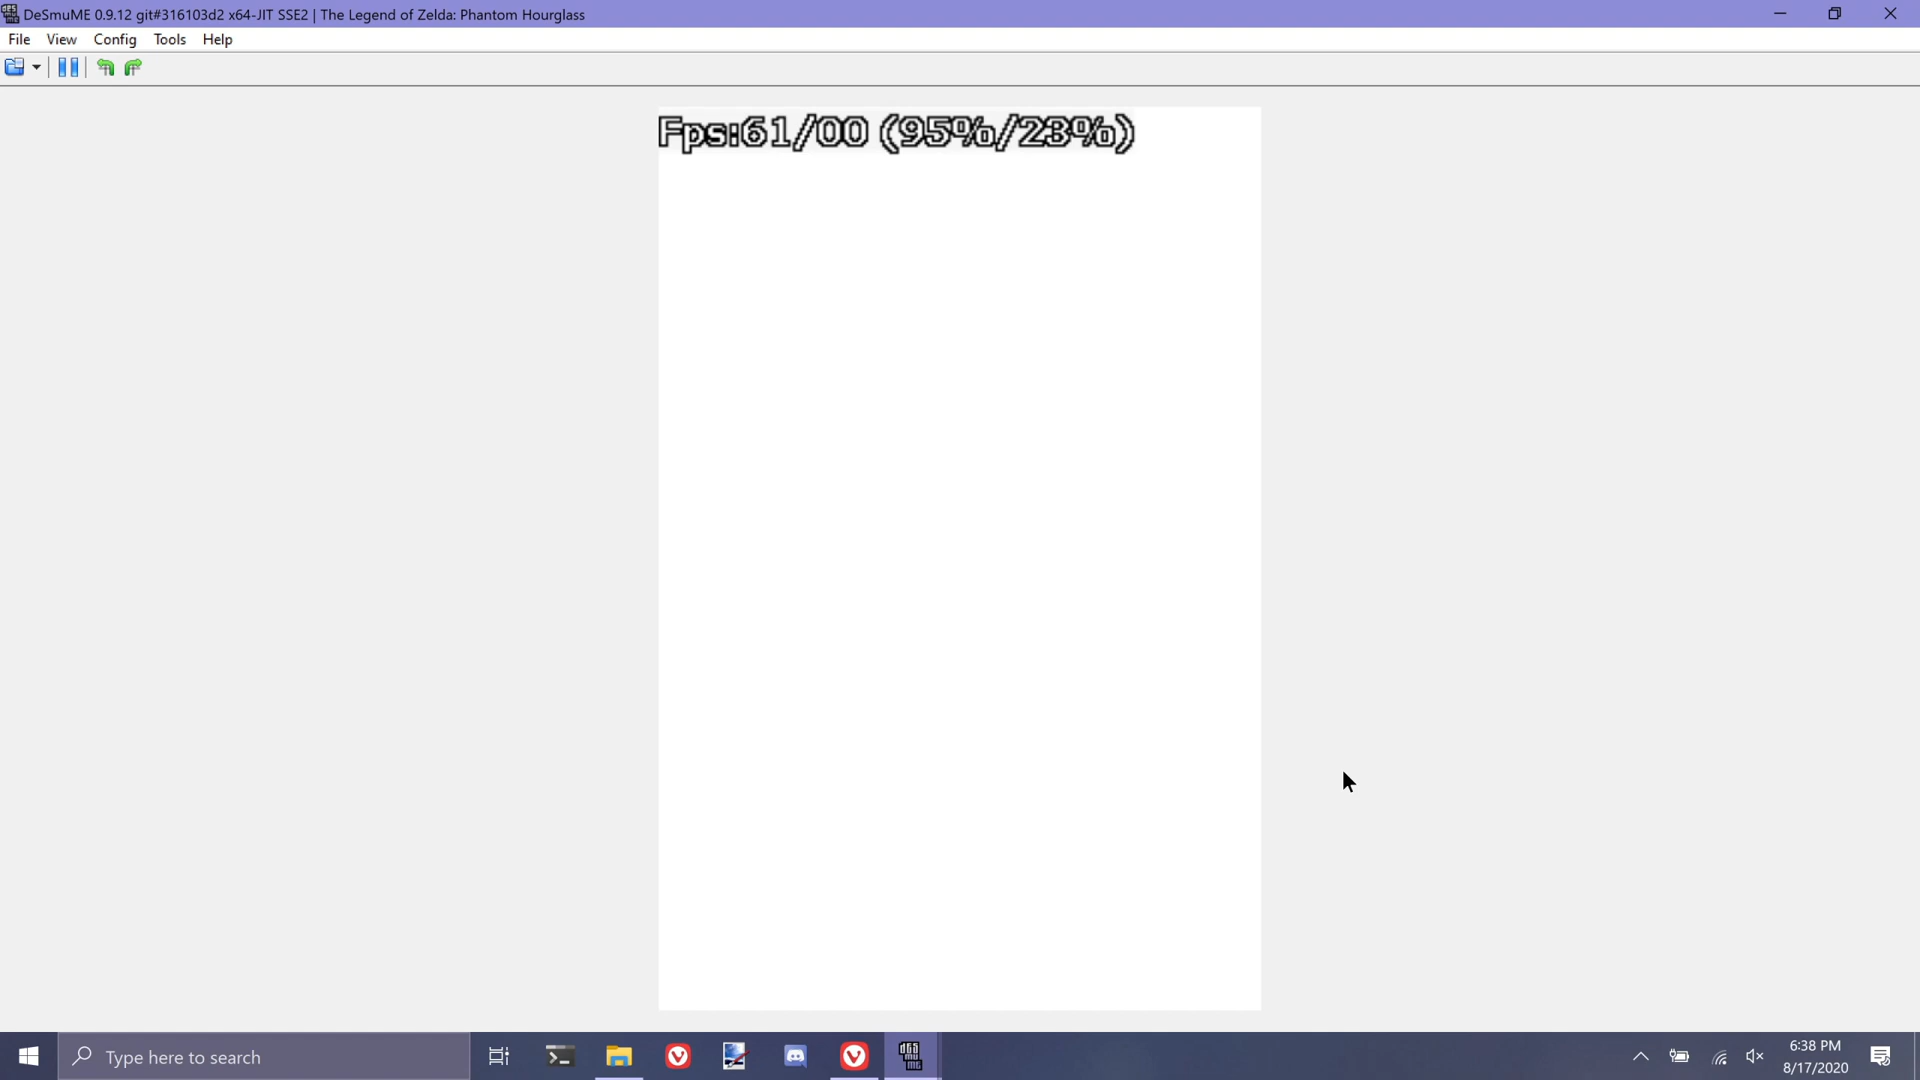 DeSmuME 0.9.12 git#316103d2 x64-JIT SSE2 | The Legend of Zelda: Phantom Hourglass
File View Config Tools Help
Fps:61/00 (95%/23%)
Type here to search
6:38 PM
8/17/2020